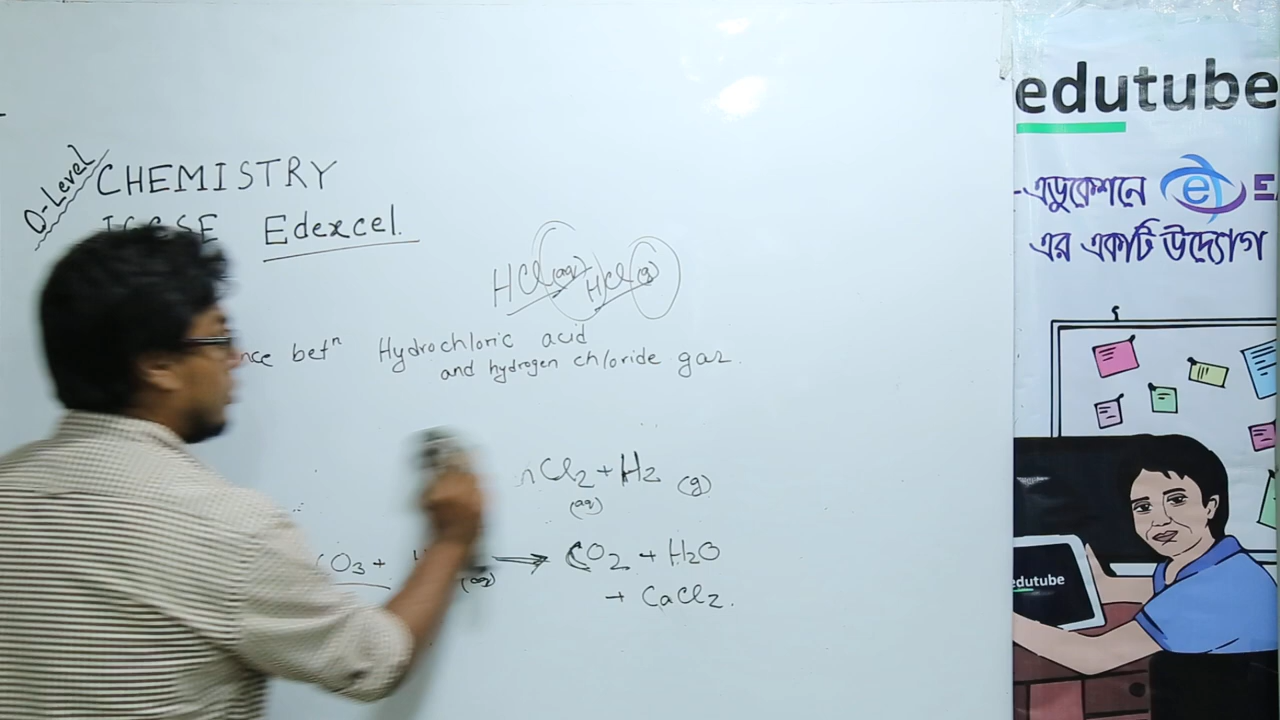 O-Level
CHEMISTRY
IGCSE Edexcel.
HCl(aq) HCl(g)
nce betⁿ Hydrochloric acid
and hydrogen chloride gas.
nCl₂ + H₂ (g)
(aq)
CO₃ + → CO₂ + H₂O
(aq)
+ CaCl₂.
edutube
-এডুকেশনে e E
এর একটি উদ্যোগ
edutube